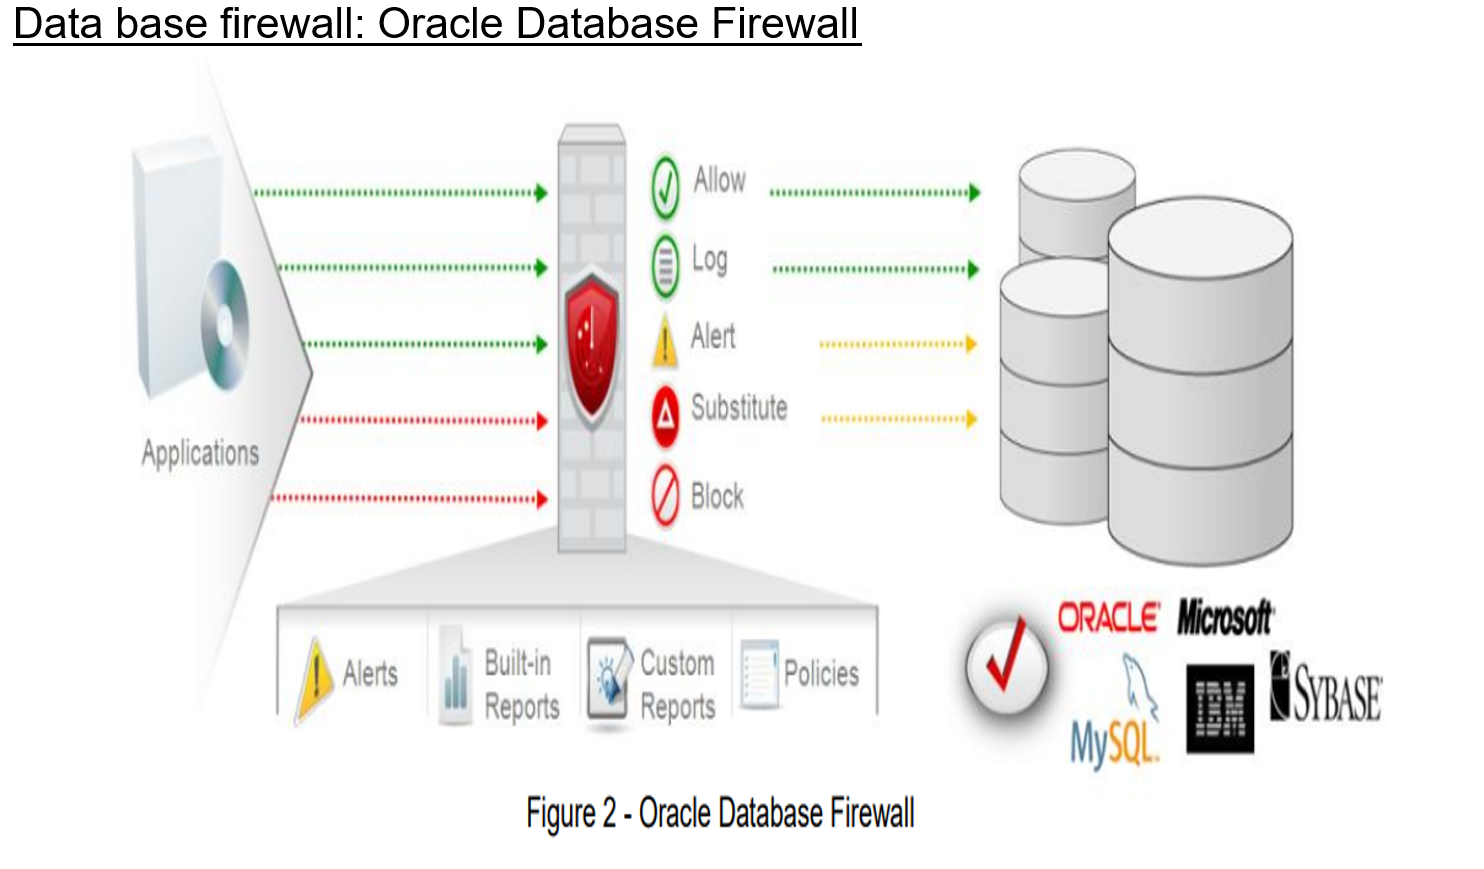 Data base firewall: Oracle Database Firewall
Allow
Log
Alert
Substitute
Block
Applications
Alerts
Built-in
Reports
Custom
Reports
Policies
ORACLE
Microsoft
MySQL
IBM
SYBASE
Figure 2 - Oracle Database Firewall